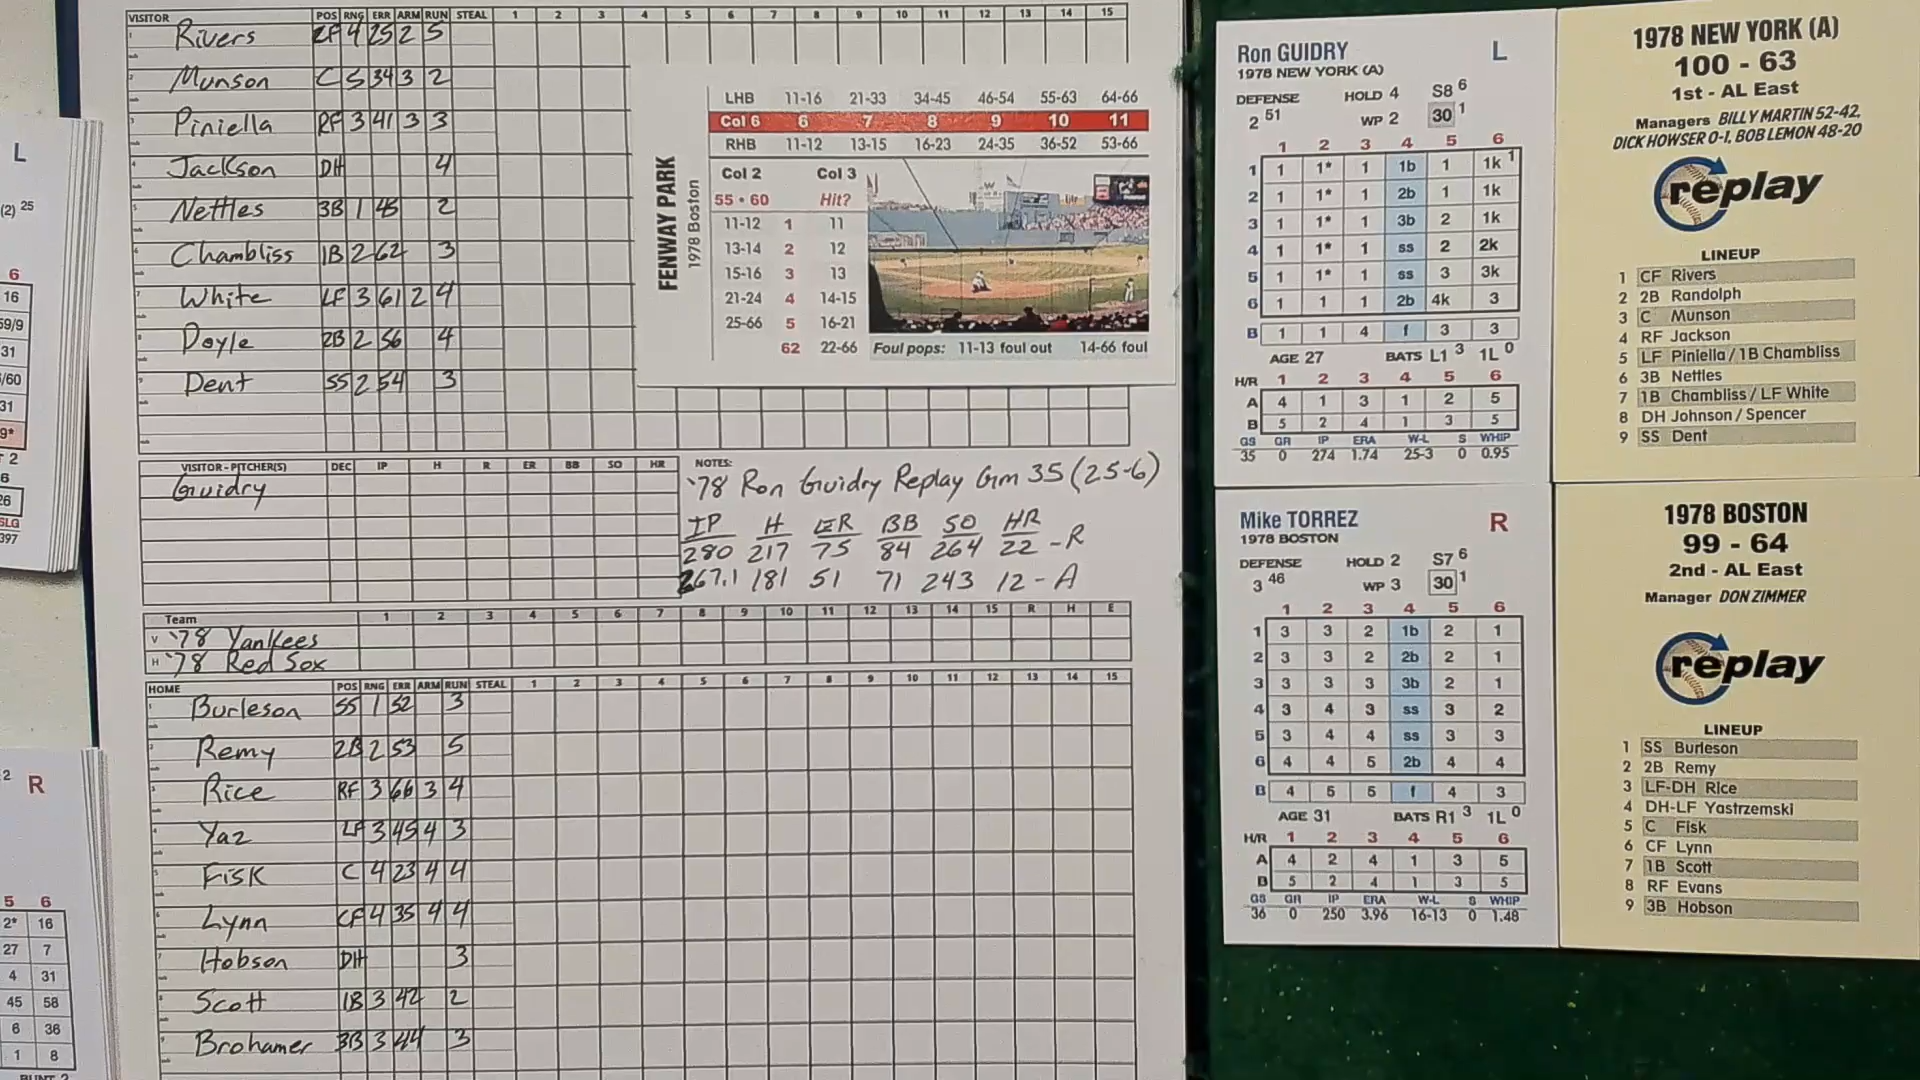 VISITOR POS RNG ERR ARM RUN STEAL 1 2 3 4 5 6 7 8 9 10 11 12 13 14 15
Rivers CF 4 25 2 5
Munson C 5 34 3 2
Piniella RF 3 41 3 3
Jackson DH 4
Nettles 3B 1 45 2
Chambliss 1B 2 62 3
White LF 3 61 2 4
Doyle 2B 2 56 4
Dent SS 2 54 3
FENWAY PARK
1978 Boston
LHB 11-16 21-33 34-45 46-54 55-63 64-66
Col 6 6 7 8 9 10 11
RHB 11-12 13-15 16-23 24-35 36-52 53-66
Col 2 Col 3
55 • 60 Hit?
11-12 1 11
13-14 2 12
15-16 3 13
21-24 4 14-15
25-66 5 16-21
62 22-66
Foul pops: 11-13 foul out 14-66 foul
VISITOR - PITCHER(S) DEC IP H R ER BB SO HR
Guidry
NOTES:
'78 Ron Guidry Replay Gm 35 (25-6)
IP H ER BB SO HR
280 217 75 84 264 22 - R
267.1 181 51 71 243 12 - A
Team 1 2 3 4 5 6 7 8 9 10 11 12 13 14 15 R H E
V '78 Yankees
H '78 Red Sox
HOME POS RNG ERR ARM RUN STEAL 1 2 3 4 5 6 7 8 9 10 11 12 13 14 15
Burleson SS 1 52 3
Remy 2B 2 53 5
Rice RF 3 66 3 4
Yaz LF 3 45 4 3
Fisk C 4 23 4 4
Lynn CF 4 35 4 4
Hobson DH 3
Scott 1B 3 42 2
Brohamer 3B 3 44 3
Ron GUIDRY L
1978 NEW YORK (A)
DEFENSE HOLD 4 S8 6
2 51 WP 2 30 1
1 2 3 4 5 6
1 1 1* 1 1b 1 1k 1
2 1 1* 1 2b 1 1k
3 1 1* 1 3b 2 1k
4 1 1* 1 ss 2 2k
5 1 1* 1 ss 3 3k
6 1 1 1 2b 4k 3
B 1 1 4 f 3 3
AGE 27 BATS L1 3 1L 0
H/R 1 2 3 4 5 6
A 4 1 3 1 2 5
B 5 2 4 1 3 5
GS GR IP ERA W-L S WHIP
35 0 274 1.74 25-3 0 0.95
1978 NEW YORK (A)
100 - 63
1st - AL East
Managers BILLY MARTIN 52-42,
DICK HOWSER 0-1, BOB LEMON 48-20
replay
LINEUP
1 CF Rivers
2 2B Randolph
3 C Munson
4 RF Jackson
5 LF Piniella / 1B Chambliss
6 3B Nettles
7 1B Chambliss / LF White
8 DH Johnson / Spencer
9 SS Dent
Mike TORREZ R
1978 BOSTON
DEFENSE HOLD 2 S7 6
3 46 WP 3 30 1
1 2 3 4 5 6
1 3 3 2 1b 2 1
2 3 3 2 2b 2 1
3 3 3 3 3b 2 1
4 3 4 3 ss 3 2
5 3 4 4 ss 3 3
6 4 4 5 2b 4 4
B 4 5 5 f 4 3
AGE 31 BATS R1 3 1L 0
H/R 1 2 3 4 5 6
A 4 2 4 1 3 5
B 5 2 4 1 3 5
GS GR IP ERA W-L S WHIP
36 0 250 3.96 16-13 0 1.48
1978 BOSTON
99 - 64
2nd - AL East
Manager DON ZIMMER
replay
LINEUP
1 SS Burleson
2 2B Remy
3 LF-DH Rice
4 DH-LF Yastrzemski
5 C Fisk
6 CF Lynn
7 1B Scott
8 RF Evans
9 3B Hobson
L
(2) 25
6
16
59/9
31
/60
31
9*
2
6
26
SLG
397
2 R
5 6
2* 16
27 7
4 31
45 58
6 36
1 8